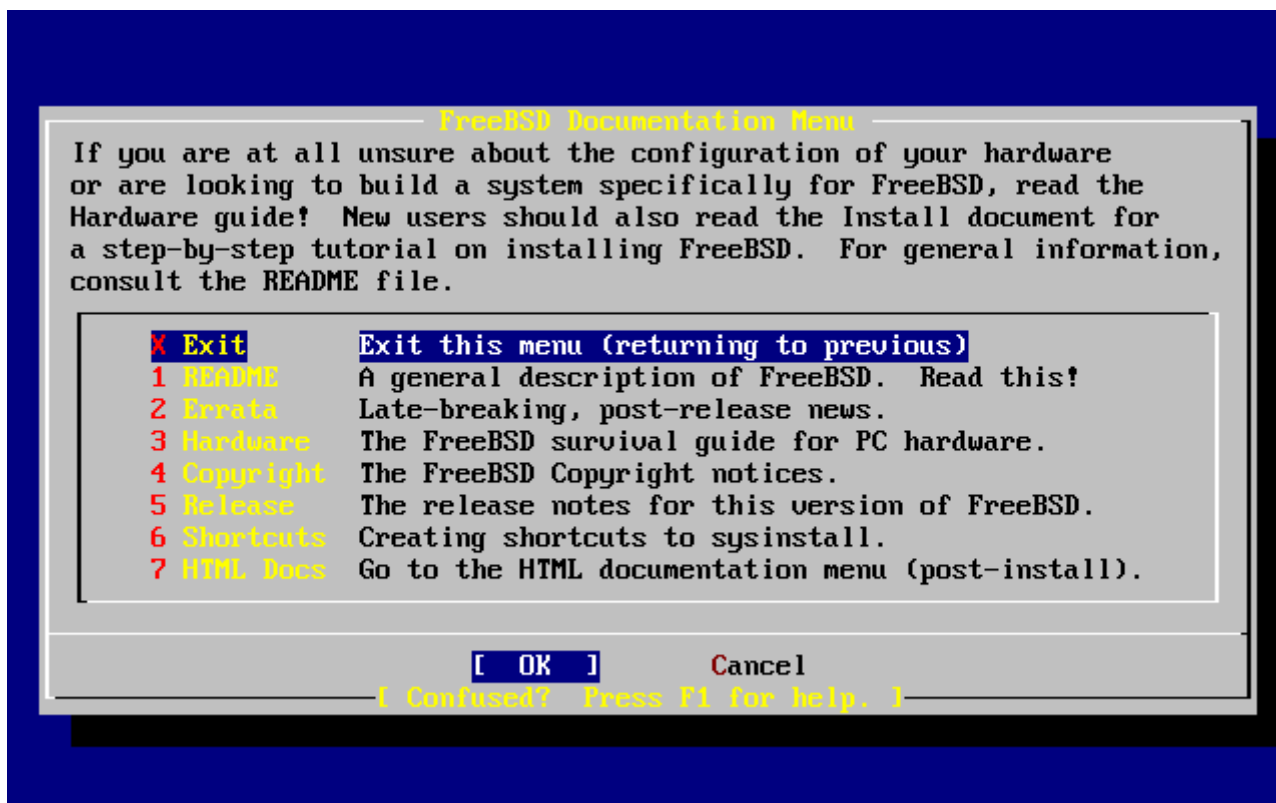 FreeBSD Documentation Menu
If you are at all unsure about the configuration of your hardware
or are looking to build a system specifically for FreeBSD, read the
Hardware guide!  New users should also read the Install document for
a step-by-step tutorial on installing FreeBSD.  For general information,
consult the README file.
X Exit Exit this menu (returning to previous)
1 README A general description of FreeBSD.  Read this!
2 Errata Late-breaking, post-release news.
3 Hardware The FreeBSD survival guide for PC hardware.
4 Copyright The FreeBSD Copyright notices.
5 Release The release notes for this version of FreeBSD.
6 Shortcuts Creating shortcuts to sysinstall.
7 HTML Docs Go to the HTML documentation menu (post-install).
[  OK  ] Cancel
[ Confused?  Press F1 for help. ]